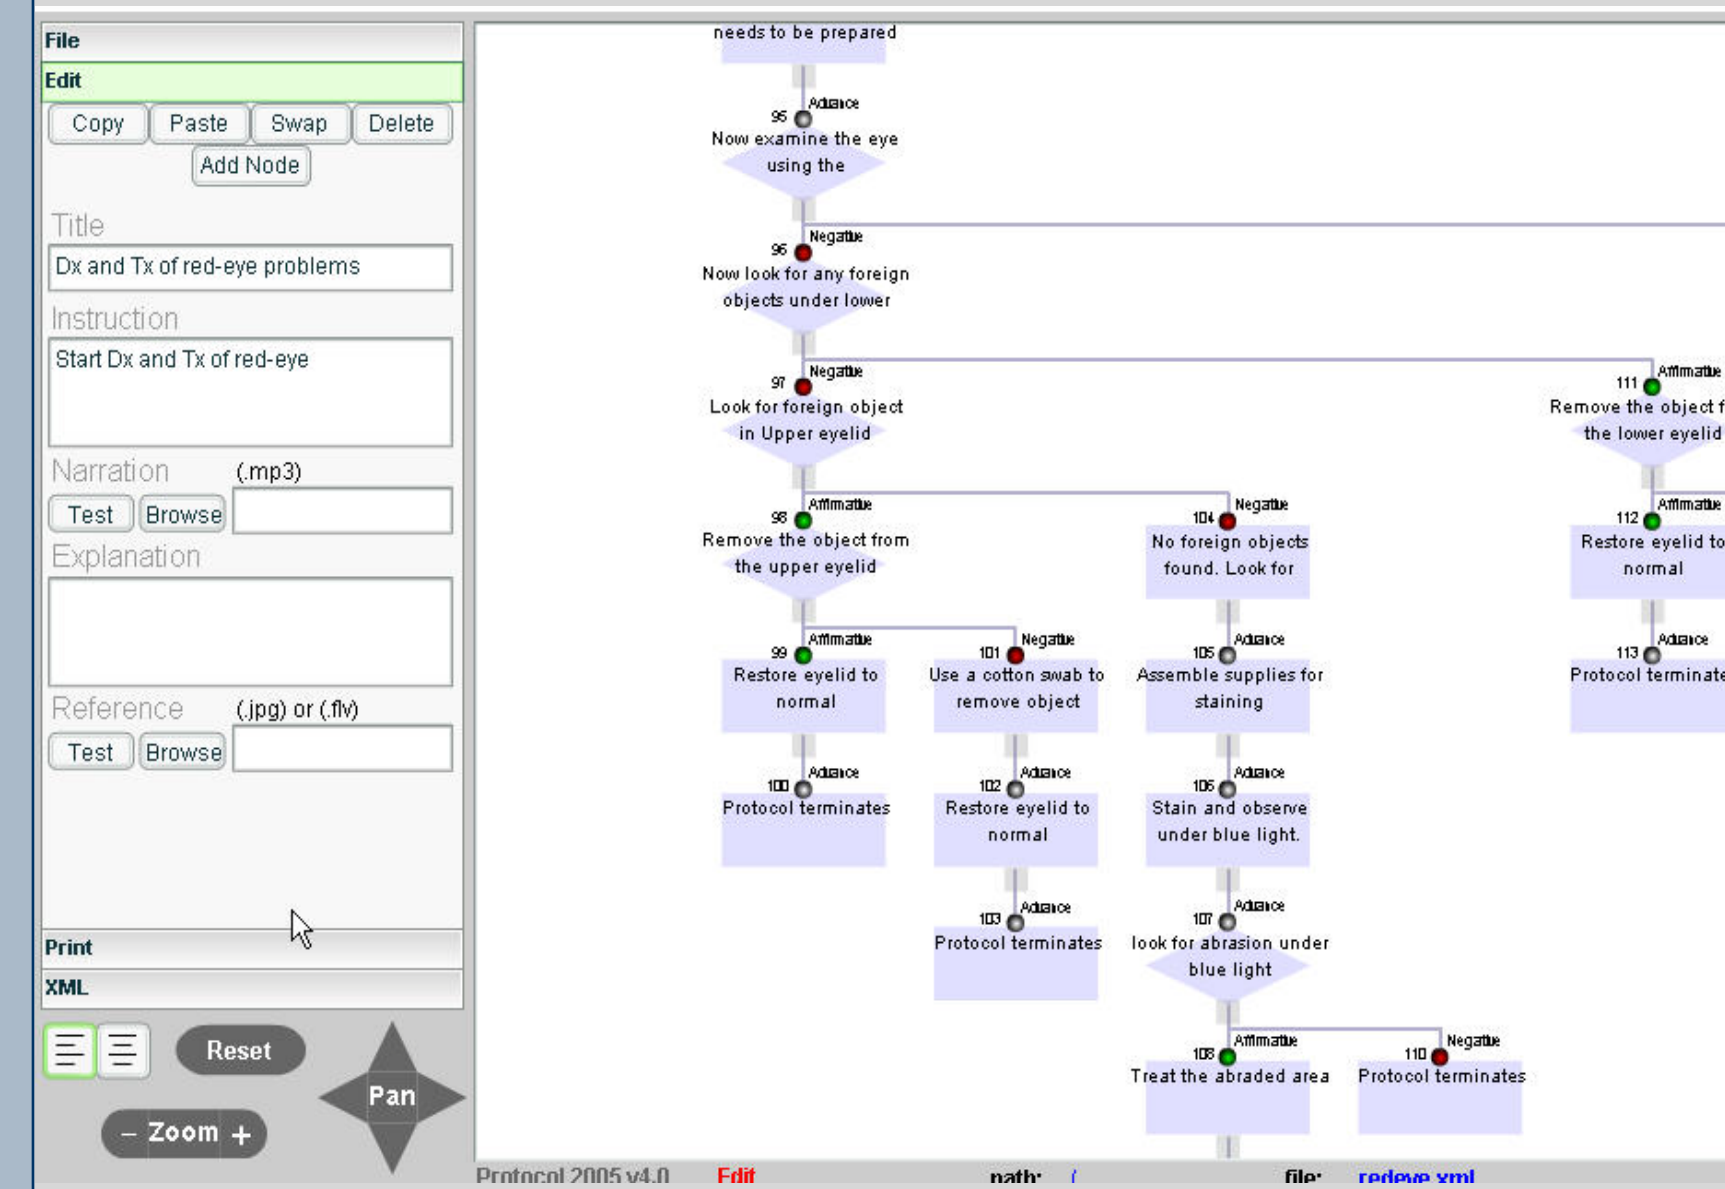 File
Edit
Copy Paste Swap Delete
Add Node
Title
Dx and Tx of red-eye problems
Instruction
Start Dx and Tx of red-eye
Narration (.mp3)
Test Browse
Explanation
Reference (.jpg) or (.flv)
Test Browse
Print
XML
Reset
Pan
- Zoom +
needs to be prepared
Advance
95
Now examine the eye
using the
Negative
96
Now look for any foreign
objects under lower
Negative
97
Look for foreign object
in Upper eyelid
Affirmative
98
Remove the object from
the upper eyelid
Affirmative
99
Restore eyelid to
normal
Advance
100
Protocol terminates
Negative
101
Use a cotton swab to
remove object
Advance
102
Restore eyelid to
normal
Advance
103
Protocol terminates
Negative
104
No foreign objects
found. Look for
Advance
105
Assemble supplies for
staining
Advance
106
Stain and observe
under blue light.
Advance
107
look for abrasion under
blue light
Affirmative
108
Treat the abraded area
Negative
110
Protocol terminates
Affirmative
111
Remove the object f
the lower eyelid
Affirmative
112
Restore eyelid to
normal
Advance
113
Protocol terminate
Protocol 2005 v4.0 Edit path: / file: redeye.xml